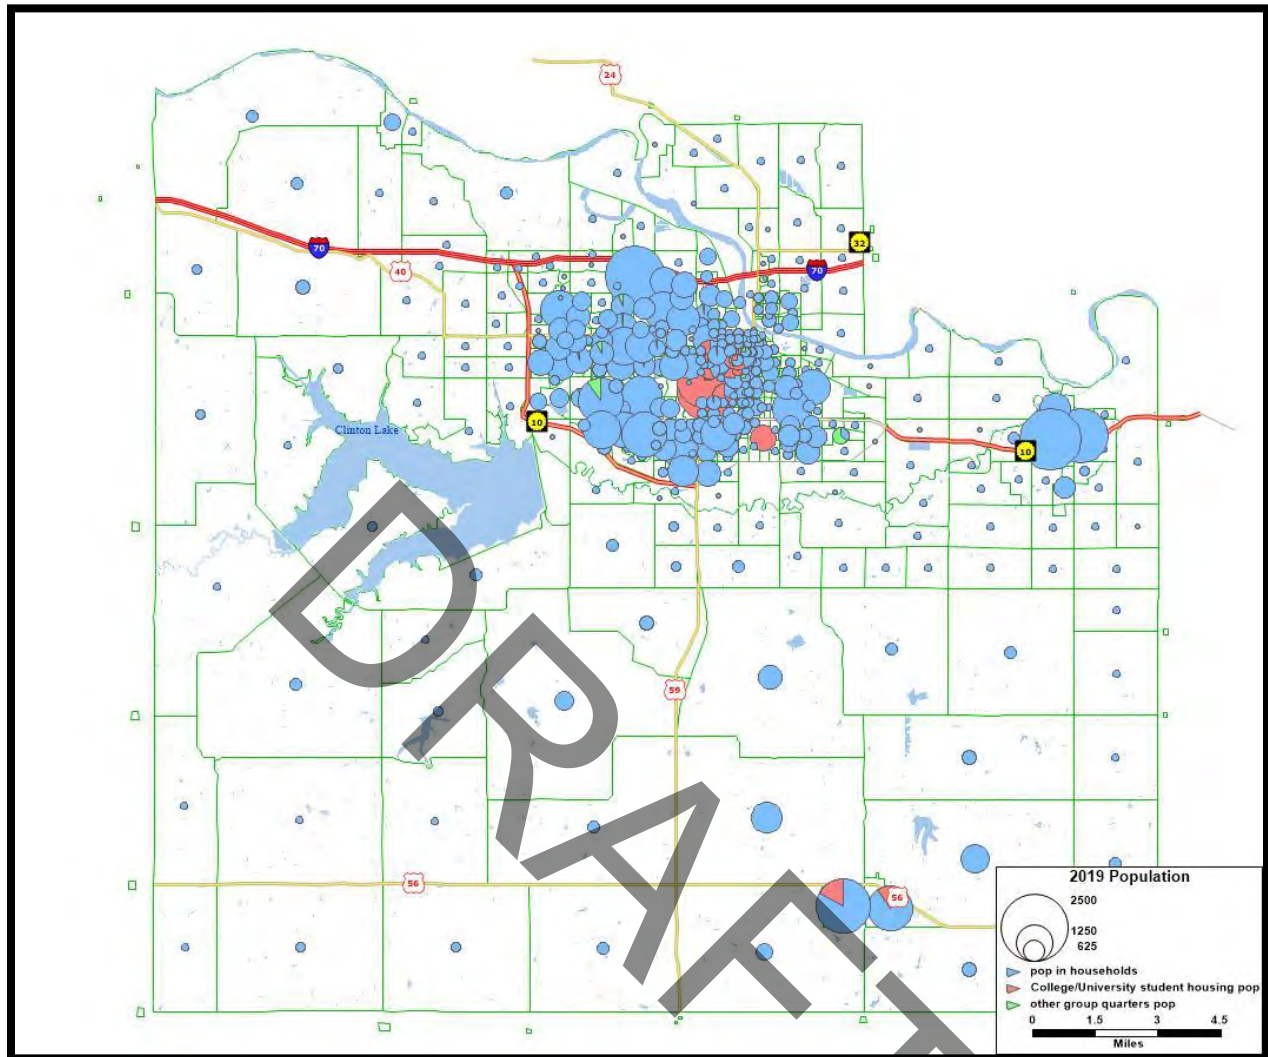 24
32
70
70
40
10
10
Clinton Lake
59
56
56
DRAFT
2019 Population
2500
1250
625
pop in households
College/University student housing pop
other group quarters pop
0 1.5 3 4.5
Miles